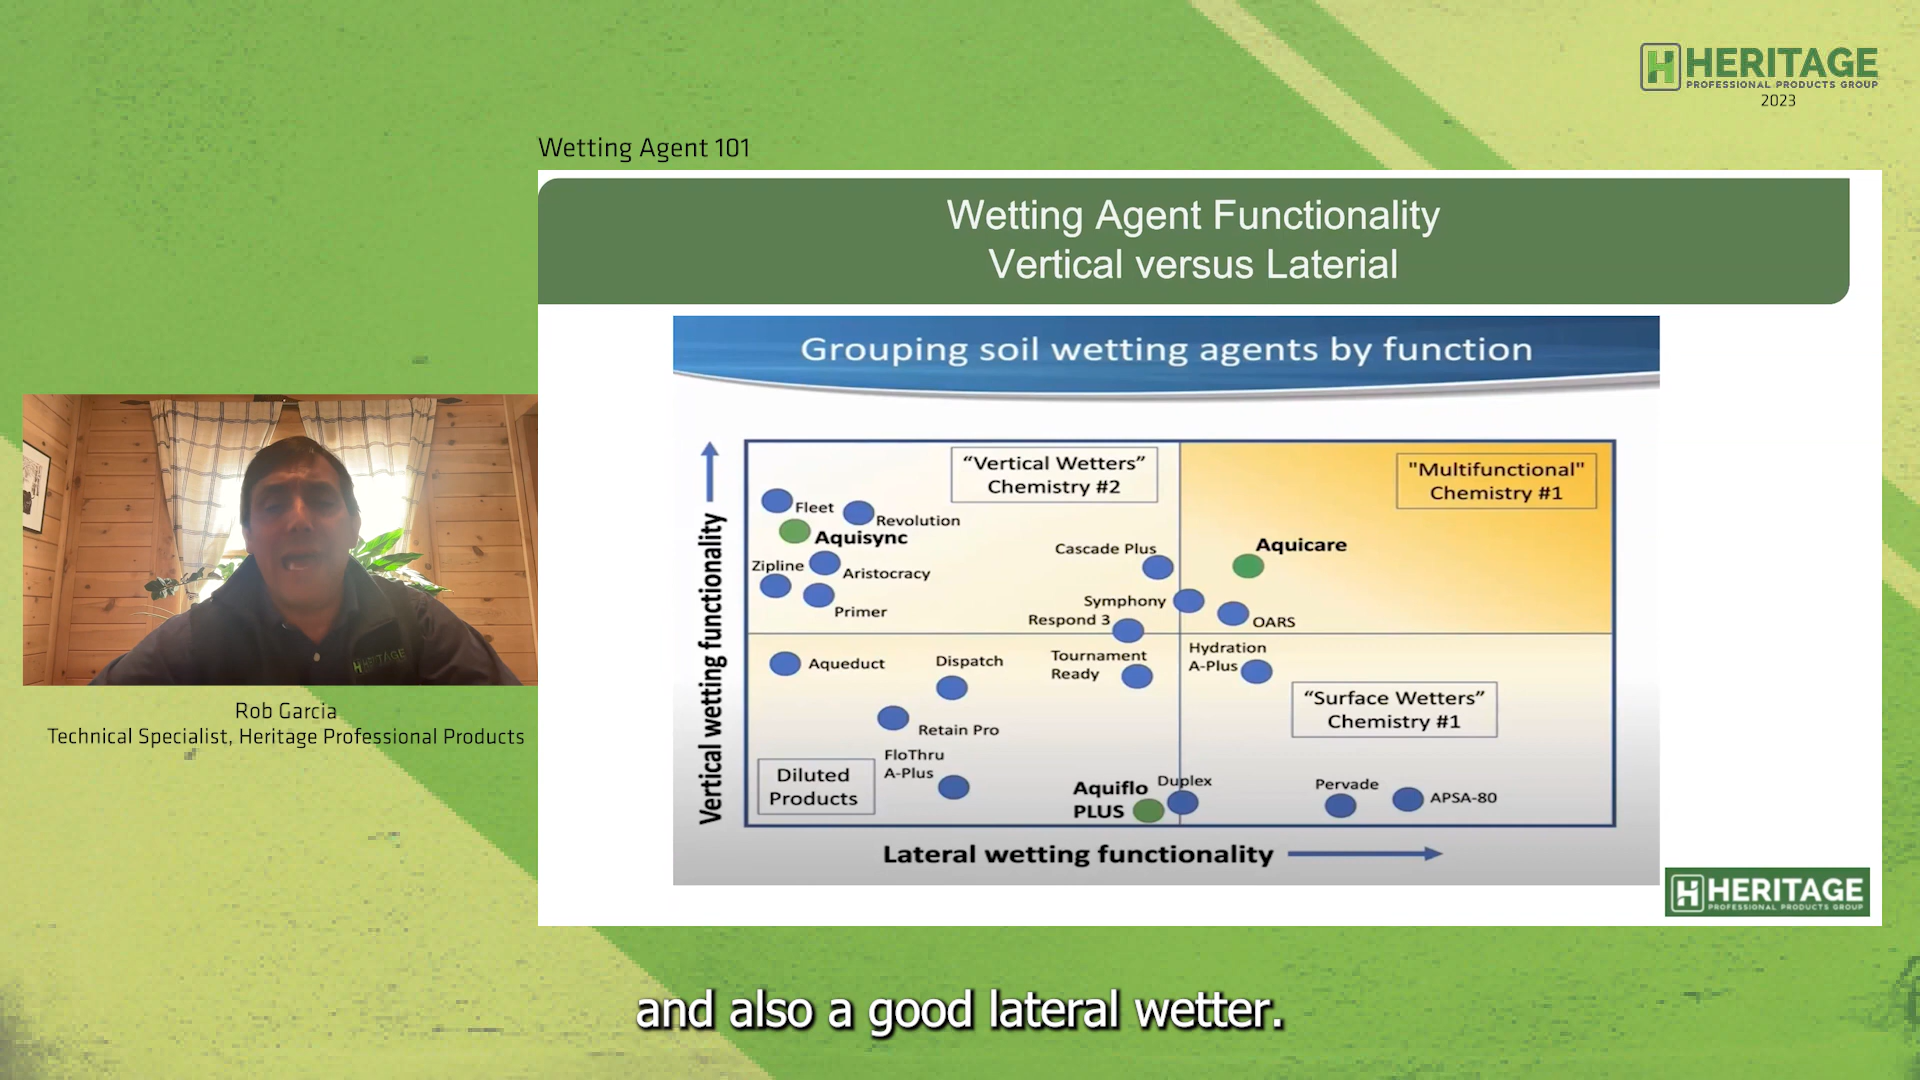 HERITAGE
PROFESSIONAL PRODUCTS GROUP
2023
Wetting Agent 101
Wetting Agent Functionality
Vertical versus Laterial
Grouping soil wetting agents by function
“Vertical Wetters”
Chemistry #2
"Multifunctional"
Chemistry #1
Fleet
Revolution
Aquisync
Zipline
Aristocracy
Primer
Cascade Plus
Aquicare
Symphony
Respond 3
OARS
Aqueduct
Dispatch
Tournament
Ready
Hydration
A-Plus
Retain Pro
“Surface Wetters”
Chemistry #1
FloThru
A-Plus
Diluted
Products
Aquiflo
PLUS
Duplex
Pervade
APSA-80
Vertical wetting functionality
Lateral wetting functionality
HERITAGE
PROFESSIONAL PRODUCTS GROUP
HERITAGE
Rob Garcia
Technical Specialist, Heritage Professional Products
and also a good lateral wetter.